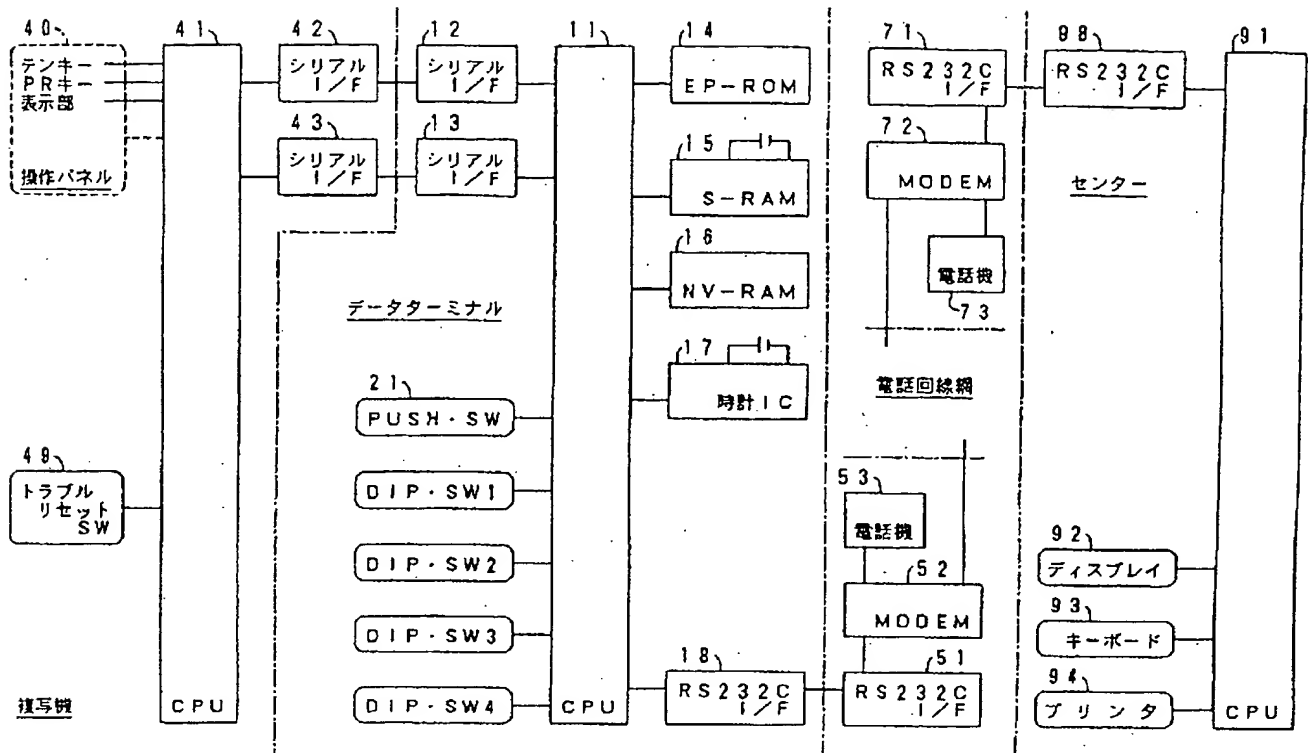 40
テンキー
PRキー
表示部
操作パネル
41
CPU
42
シリアル
I/F
43
シリアル
I/F
49
トラブル
リセット
SW
複写機
12
シリアル
I/F
13
シリアル
I/F
11
CPU
データターミナル
14
EP-ROM
15
S-RAM
16
NV-RAM
17
時計IC
21
PUSH・SW
DIP・SW1
DIP・SW2
DIP・SW3
DIP・SW4
18
RS232C
I/F
71
RS232C
I/F
72
MODEM
電話機
73
電話回線網
53
電話機
52
MODEM
51
RS232C
I/F
98
RS232C
I/F
91
CPU
センター
92
ディスプレイ
93
キーボード
94
プリンタ